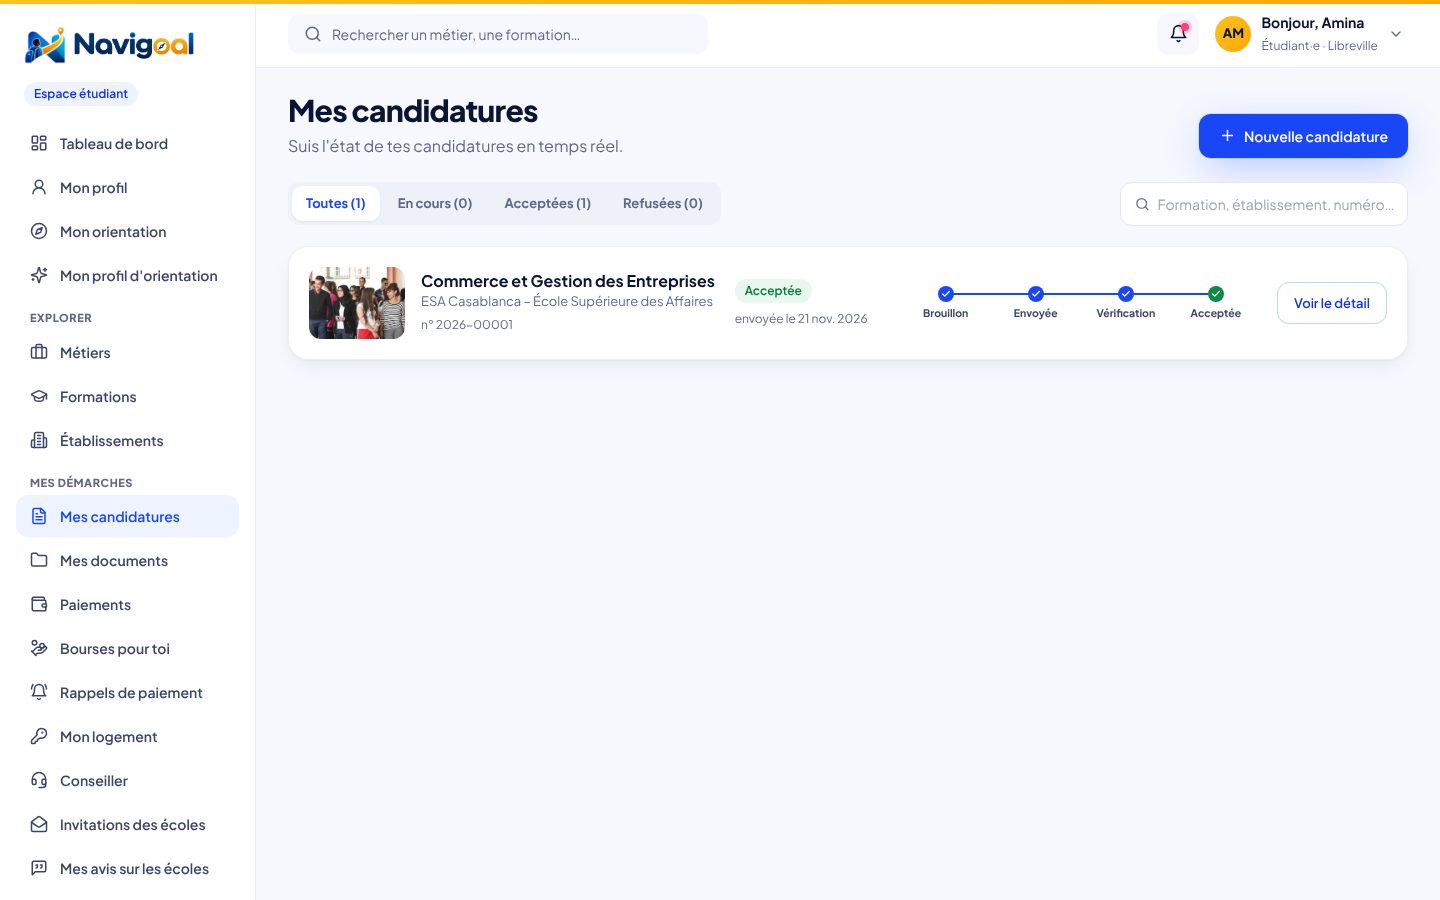 Navigoal
Espace étudiant
Tableau de bord
Mon profil
Mon orientation
Mon profil d'orientation
EXPLORER
Métiers
Formations
Établissements
MES DÉMARCHES
Mes candidatures
Mes documents
Paiements
Bourses pour toi
Rappels de paiement
Mon logement
Conseiller
Invitations des écoles
Mes avis sur les écoles
Rechercher un métier, une formation...
AM
Bonjour, Amina
Étudiant·e · Libreville
Mes candidatures
Suis l'état de tes candidatures en temps réel.
Nouvelle candidature
Toutes (1)
En cours (0)
Acceptées (1)
Refusées (0)
Formation, établissement, numéro...
Commerce et Gestion des Entreprises
ESA Casablanca – École Supérieure des Affaires
n° 2026-00001
Acceptée
envoyée le 21 nov. 2026
Brouillon
Envoyée
Vérification
Acceptée
Voir le détail